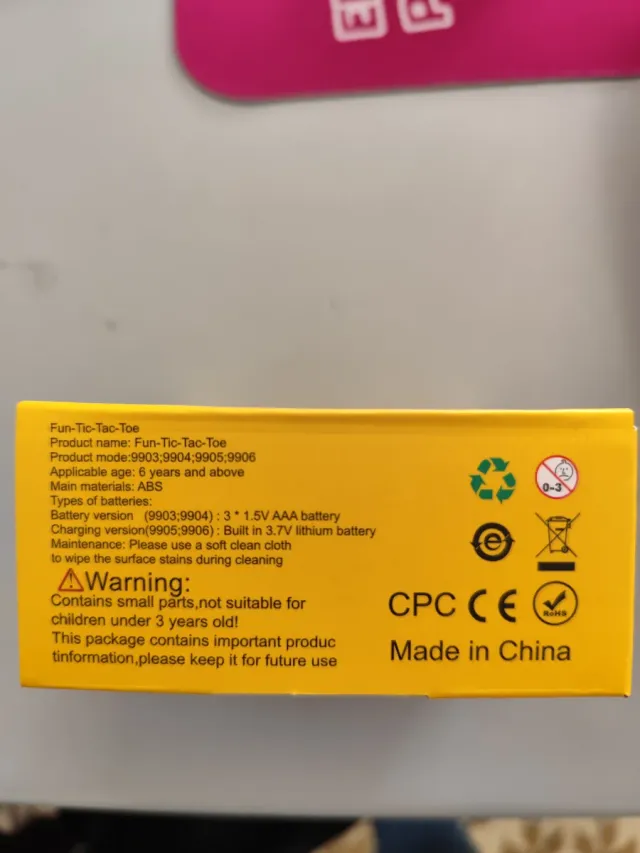 Fun-Tic-Tac-Toe
Product name: Fun-Tic-Tac-Toe
Product mode:9903;9904;9905;9906
Applicable age: 6 years and above
Main materials: ABS
Types of batteries:
Battery version (9903;9904) : 3 * 1.5V AAA battery
Charging version(9905;9906) : Built in 3.7V lithium battery
Maintenance: Please use a soft clean cloth
to wipe the surface stains during cleaning
Warning:
Contains small parts,not suitable for
children under 3 years old!
This package contains important produc
tinformation,please keep it for future use
0-3
e
CPC CE RoHS
Made in China